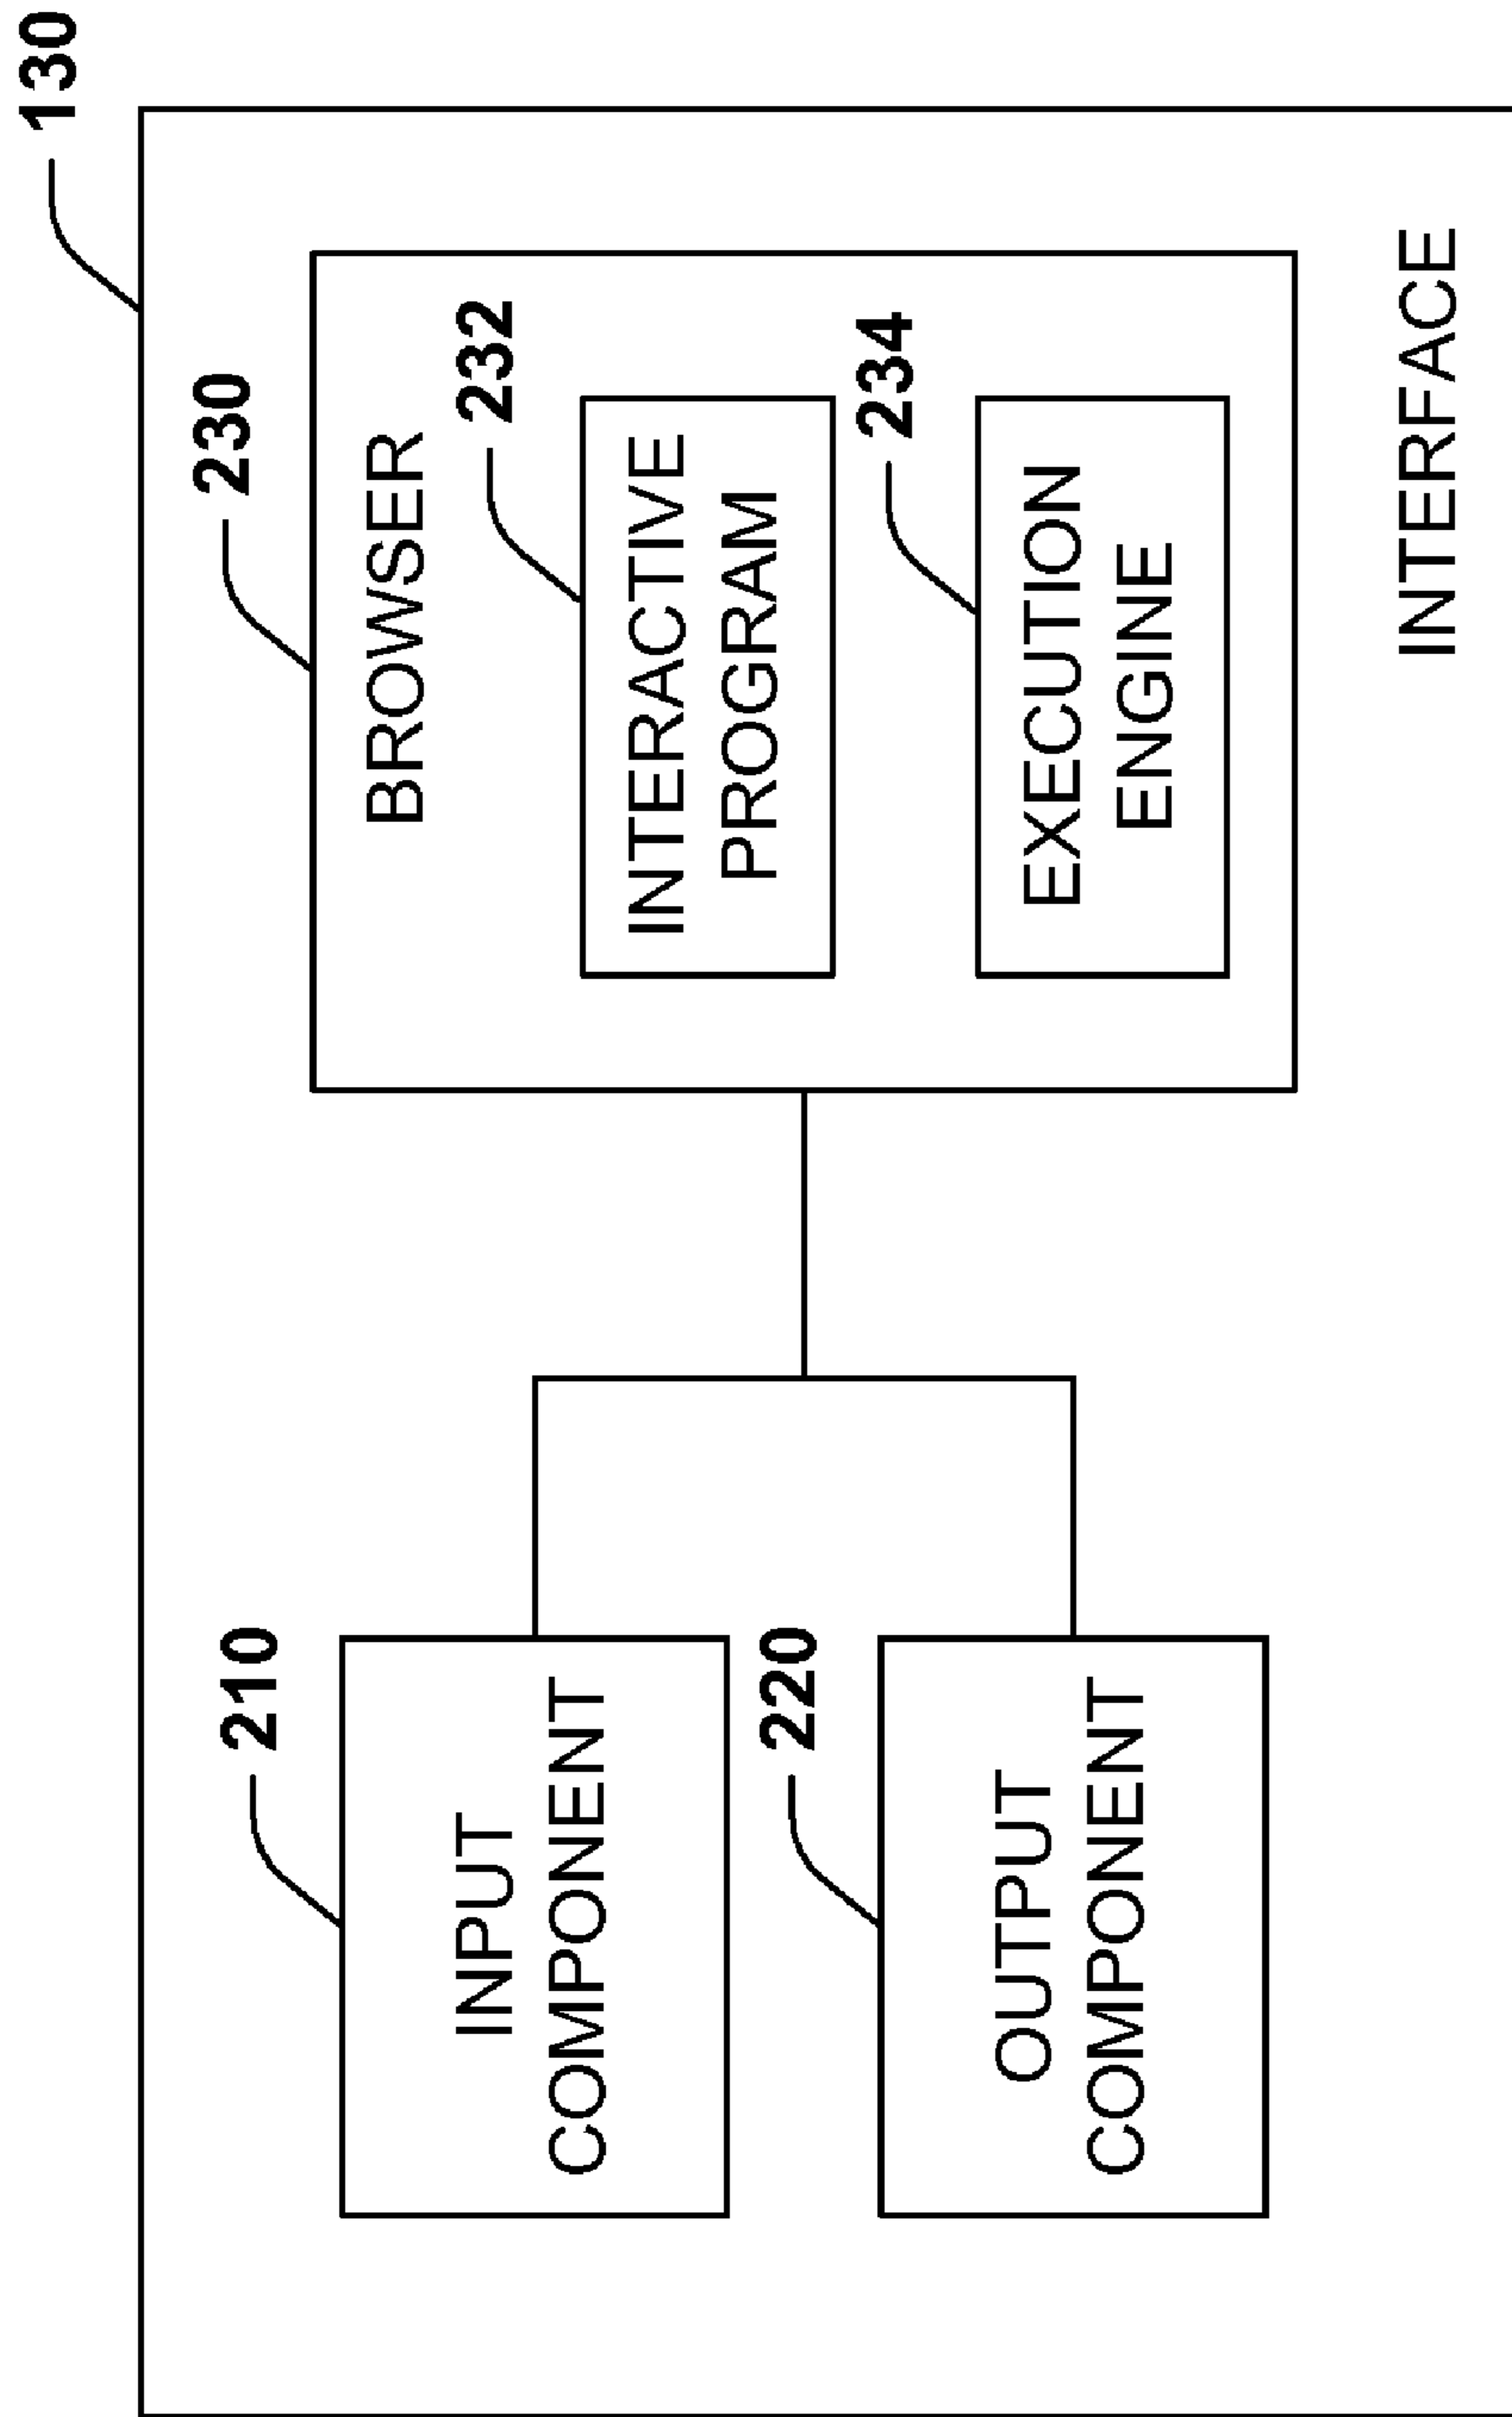 130
230
BROWSER
232
INTERACTIVE
PROGRAM
234
EXECUTION
ENGINE
210
INPUT
COMPONENT
220
OUTPUT
COMPONENT
INTERFACE